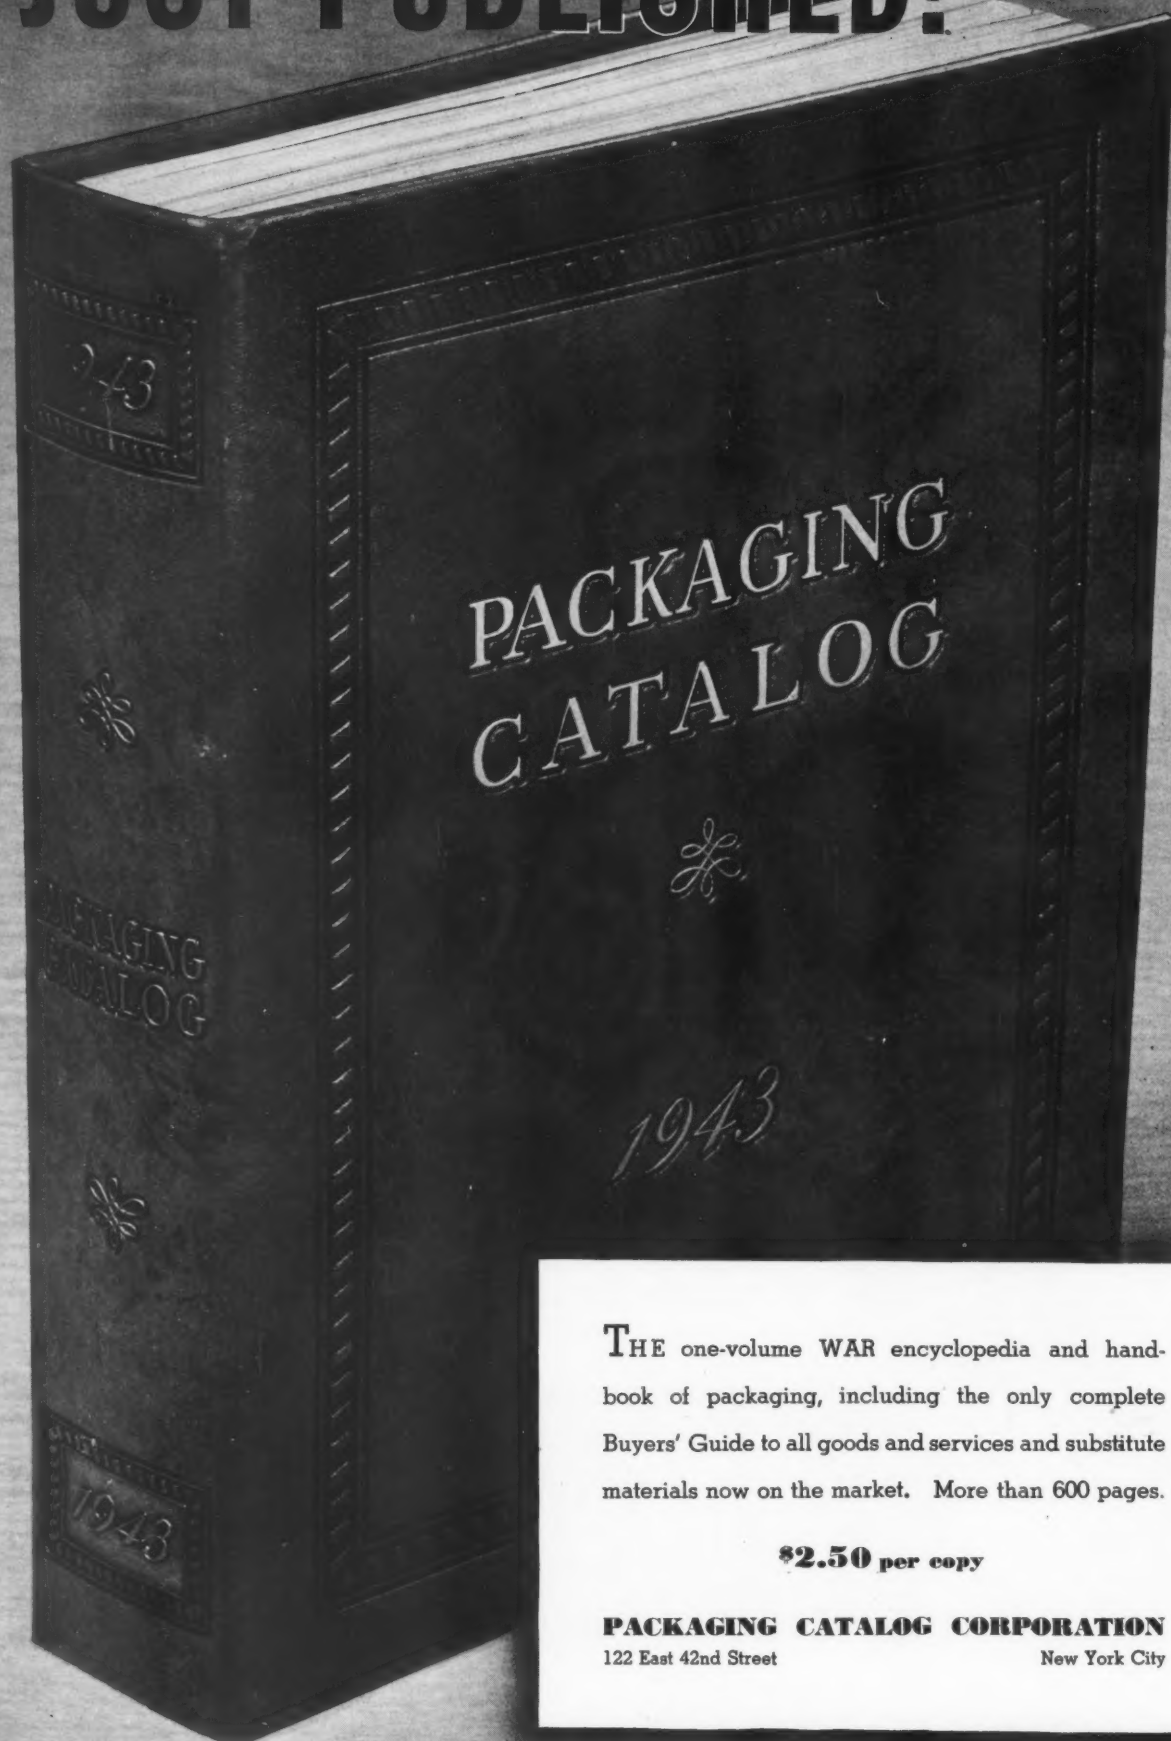 JUST PUBLISHED!
1943
PACKAGING
CATALOG
1943
PACKAGING
CATALOG
1943
THE one-volume WAR encyclopedia and hand-
book of packaging, including the only complete
Buyers' Guide to all goods and services and substitute
materials now on the market. More than 600 pages.
$2.50 per copy
PACKAGING CATALOG CORPORATION
122 East 42nd Street New York City